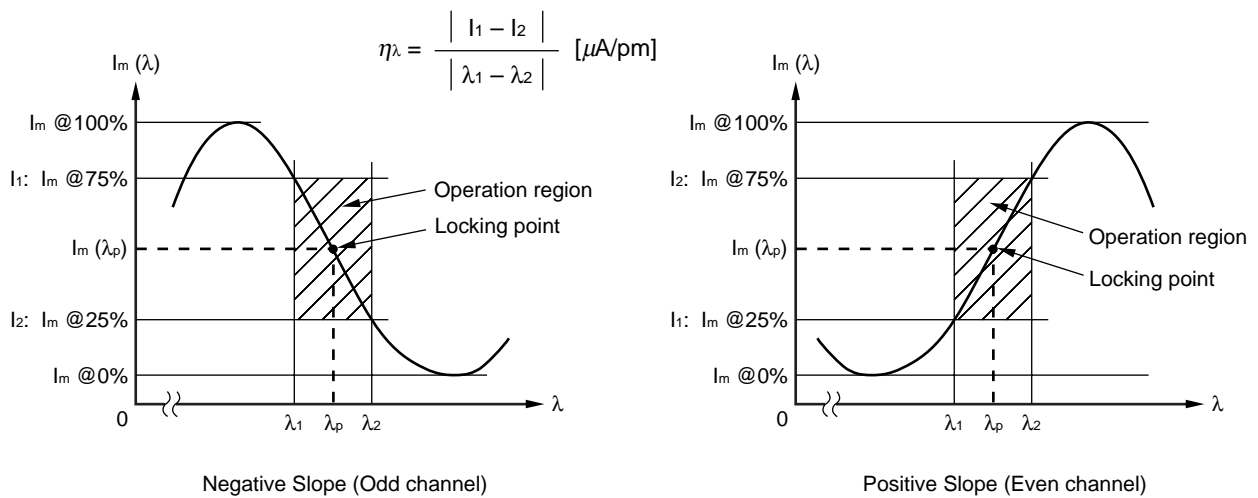 ηλ = | I1 – I2 | / | λ1 – λ2 | [μA/pm]
Im (λ)
Im @100%
I1: Im @75%
Im (λp)
I2: Im @25%
Im @0%
0
λ1 λp λ2
λ
Operation region
Locking point
Negative Slope (Odd channel)
Im (λ)
Im @100%
I2: Im @75%
Im (λp)
I1: Im @25%
Im @0%
0
λ1 λp λ2
λ
Operation region
Locking point
Positive Slope (Even channel)